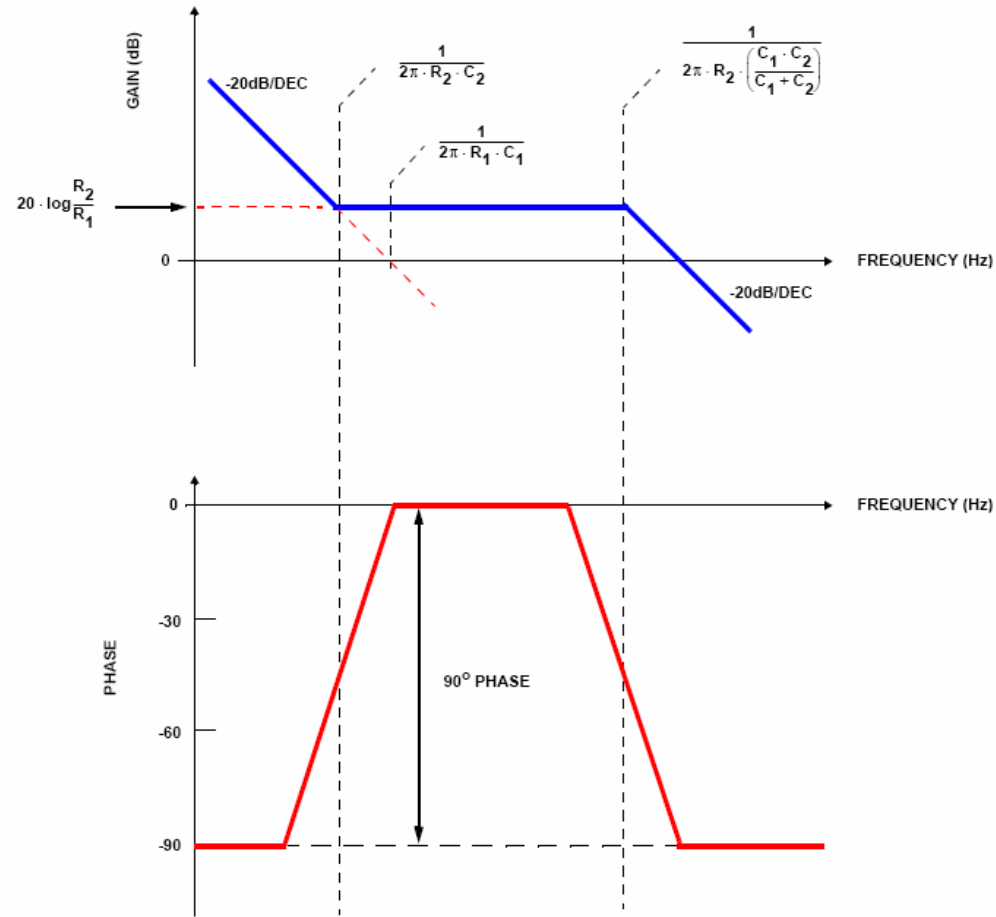 GAIN (dB)
-20dB/DEC
1
2π · R2 · C2
1
2π · R1 · C1
1
2π · R2 · (C1 · C2
C1 + C2)
20 · log R2
R1
0
FREQUENCY (Hz)
-20dB/DEC
PHASE
0
FREQUENCY (Hz)
-30
90° PHASE
-60
-90